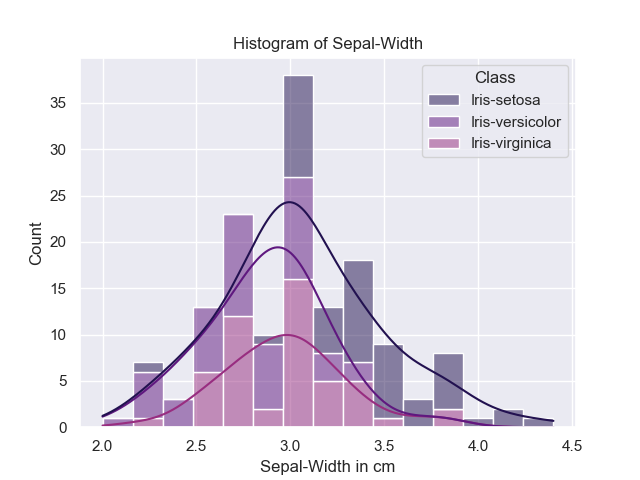 Histogram of Sepal-Width
Class
Iris-setosa
Iris-versicolor
Iris-virginica
35
30
25
20
15
10
5
0
Count
2.0 2.5 3.0 3.5 4.0 4.5
Sepal-Width in cm